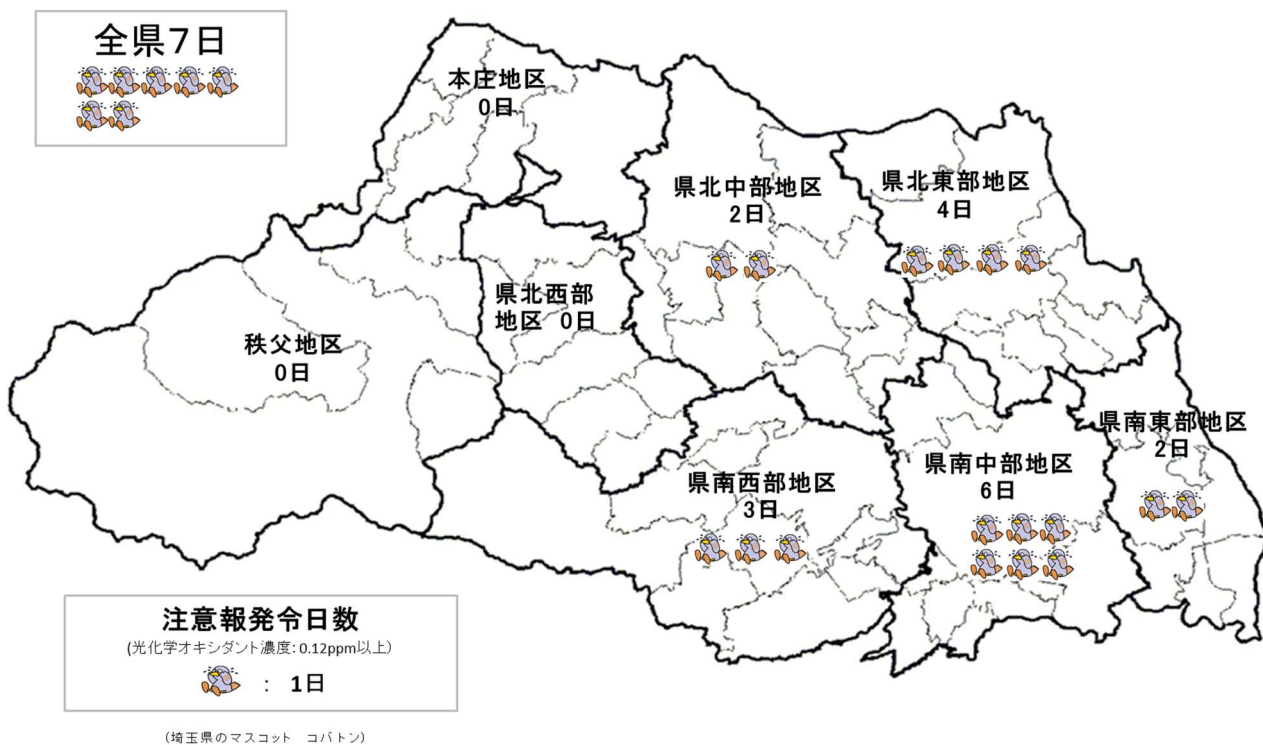 全県７日
本庄地区
0日
県北中部地区
2日
県北東部地区
4日
県北西部
地区　0日
秩父地区
0日
県南東部地区
2日
県南中部地区
6日
県南西部地区
3日
注意報発令日数
(光化学オキシダント濃度：0.12ppm以上)
：　1日
(埼玉県のマスコット　コバトン)